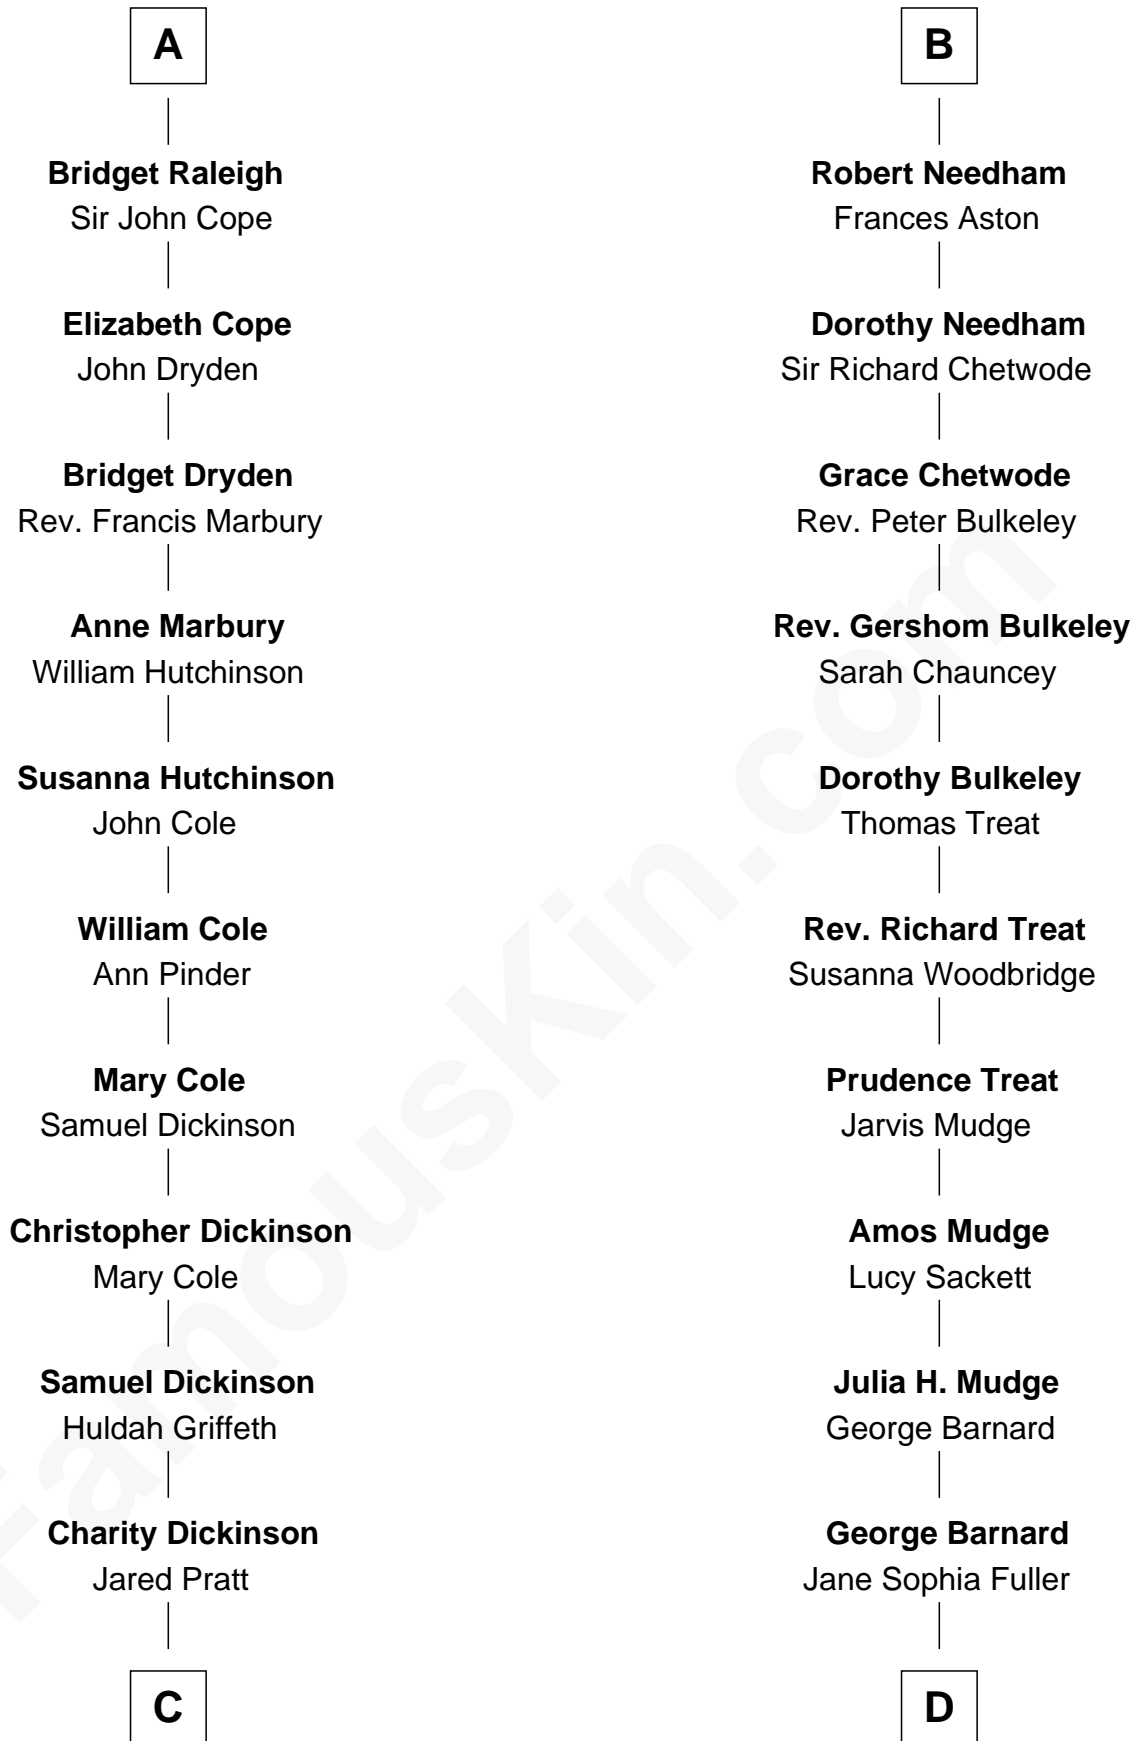 A
Bridget Raleigh
Sir John Cope
Elizabeth Cope
John Dryden
Bridget Dryden
Rev. Francis Marbury
Anne Marbury
William Hutchinson
Susanna Hutchinson
John Cole
William Cole
Ann Pinder
Mary Cole
Samuel Dickinson
Christopher Dickinson
Mary Cole
Samuel Dickinson
Huldah Griffeth
Charity Dickinson
Jared Pratt
C
B
Robert Needham
Frances Aston
Dorothy Needham
Sir Richard Chetwode
Grace Chetwode
Rev. Peter Bulkeley
Rev. Gershom Bulkeley
Sarah Chauncey
Dorothy Bulkeley
Thomas Treat
Rev. Richard Treat
Susanna Woodbridge
Prudence Treat
Jarvis Mudge
Amos Mudge
Lucy Sackett
Julia H. Mudge
George Barnard
George Barnard
Jane Sophia Fuller
D
FamousKin.com